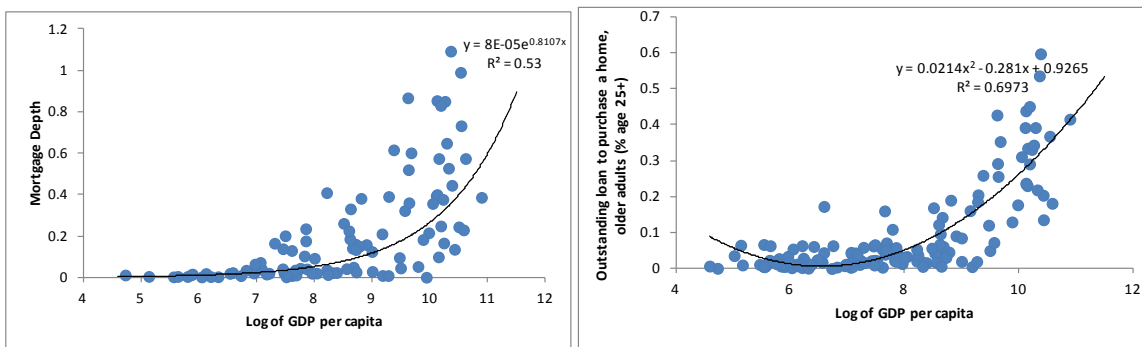 1.2
1
0.8
0.6
0.4
0.2
0
4 5 6 7 8 9 10 11 12
Mortgage Depth
Log of GDP per capita
y = 8E-05e^0.8107x
R² = 0.53
0.7
0.6
0.5
0.4
0.3
0.2
0.1
0
4 6 8 10 12
Outstanding loan to purchase a home,
older adults (% age 25+)
Log of GDP per capita
y = 0.0214x² - 0.281x + 0.9265
R² = 0.6973